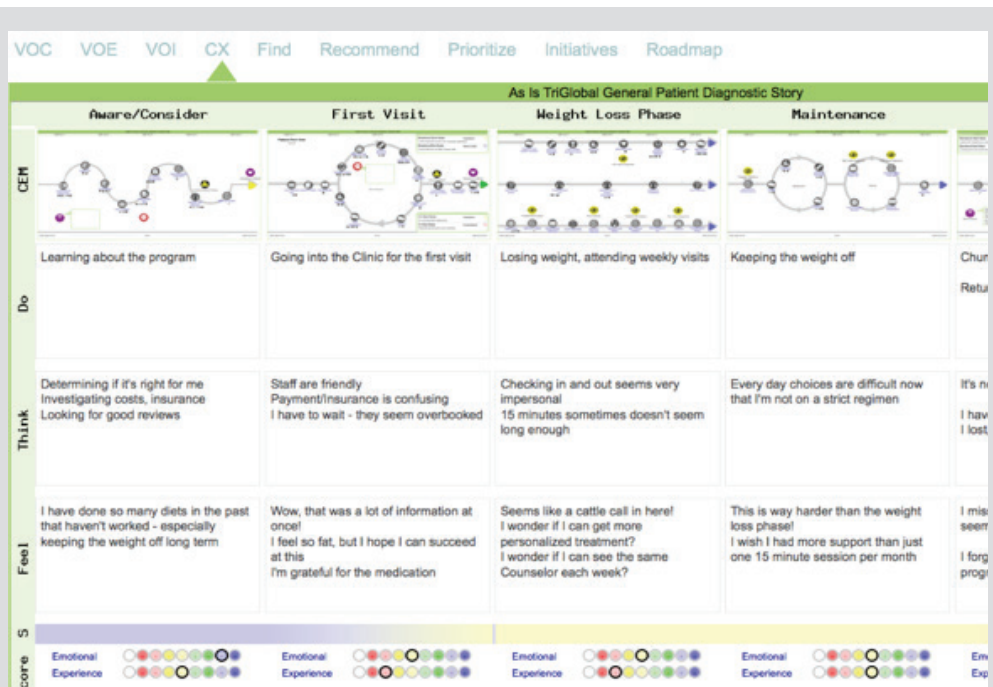 VOC VOE VOI CX Find Recommend Prioritize Initiatives Roadmap
As Is TriGlobal General Patient Diagnostic Story
Aware/Consider First Visit Weight Loss Phase Maintenance
CEM
Do
Learning about the program
Going into the Clinic for the first visit
Losing weight, attending weekly visits
Keeping the weight off
Chur
Retu
Think
Determining if it's right for me
Investigating costs, insurance
Looking for good reviews
Staff are friendly
Payment/Insurance is confusing
I have to wait - they seem overbooked
Checking in and out seems very
impersonal
15 minutes sometimes doesn't seem
long enough
Every day choices are difficult now
that I'm not on a strict regimen
It's n
I hav
I lost
Feel
I have done so many diets in the past
that haven't worked - especially
keeping the weight off long term
Wow, that was a lot of information at
once!
I feel so fat, but I hope I can succeed
at this
I'm grateful for the medication
Seems like a cattle call in here!
I wonder if I can get more
personalized treatment?
I wonder if I can see the same
Counselor each week?
This is way harder than the weight
loss phase!
I wish I had more support than just
one 15 minute session per month
I mis
seem
I forg
progr
S
core
Emotional Emotional Emotional Emotional Em
Experience Experience Experience Experience Exp